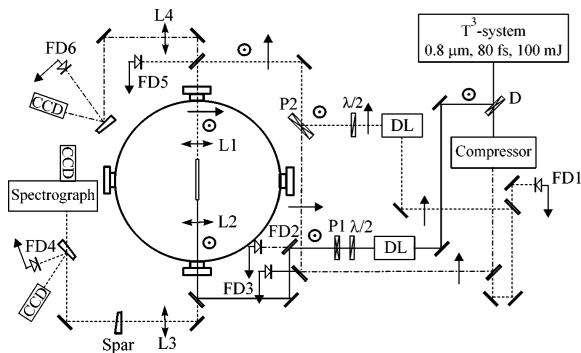 L4
T³-system
0.8 μm, 80 fs, 100 mJ
FD6
FD5
CCD
P2
λ/2
DL
D
Compressor
FD1
L1
CCD
Spectrograph
L2
FD2
P1 λ/2
DL
FD4
FD3
CCD
Spar
L3